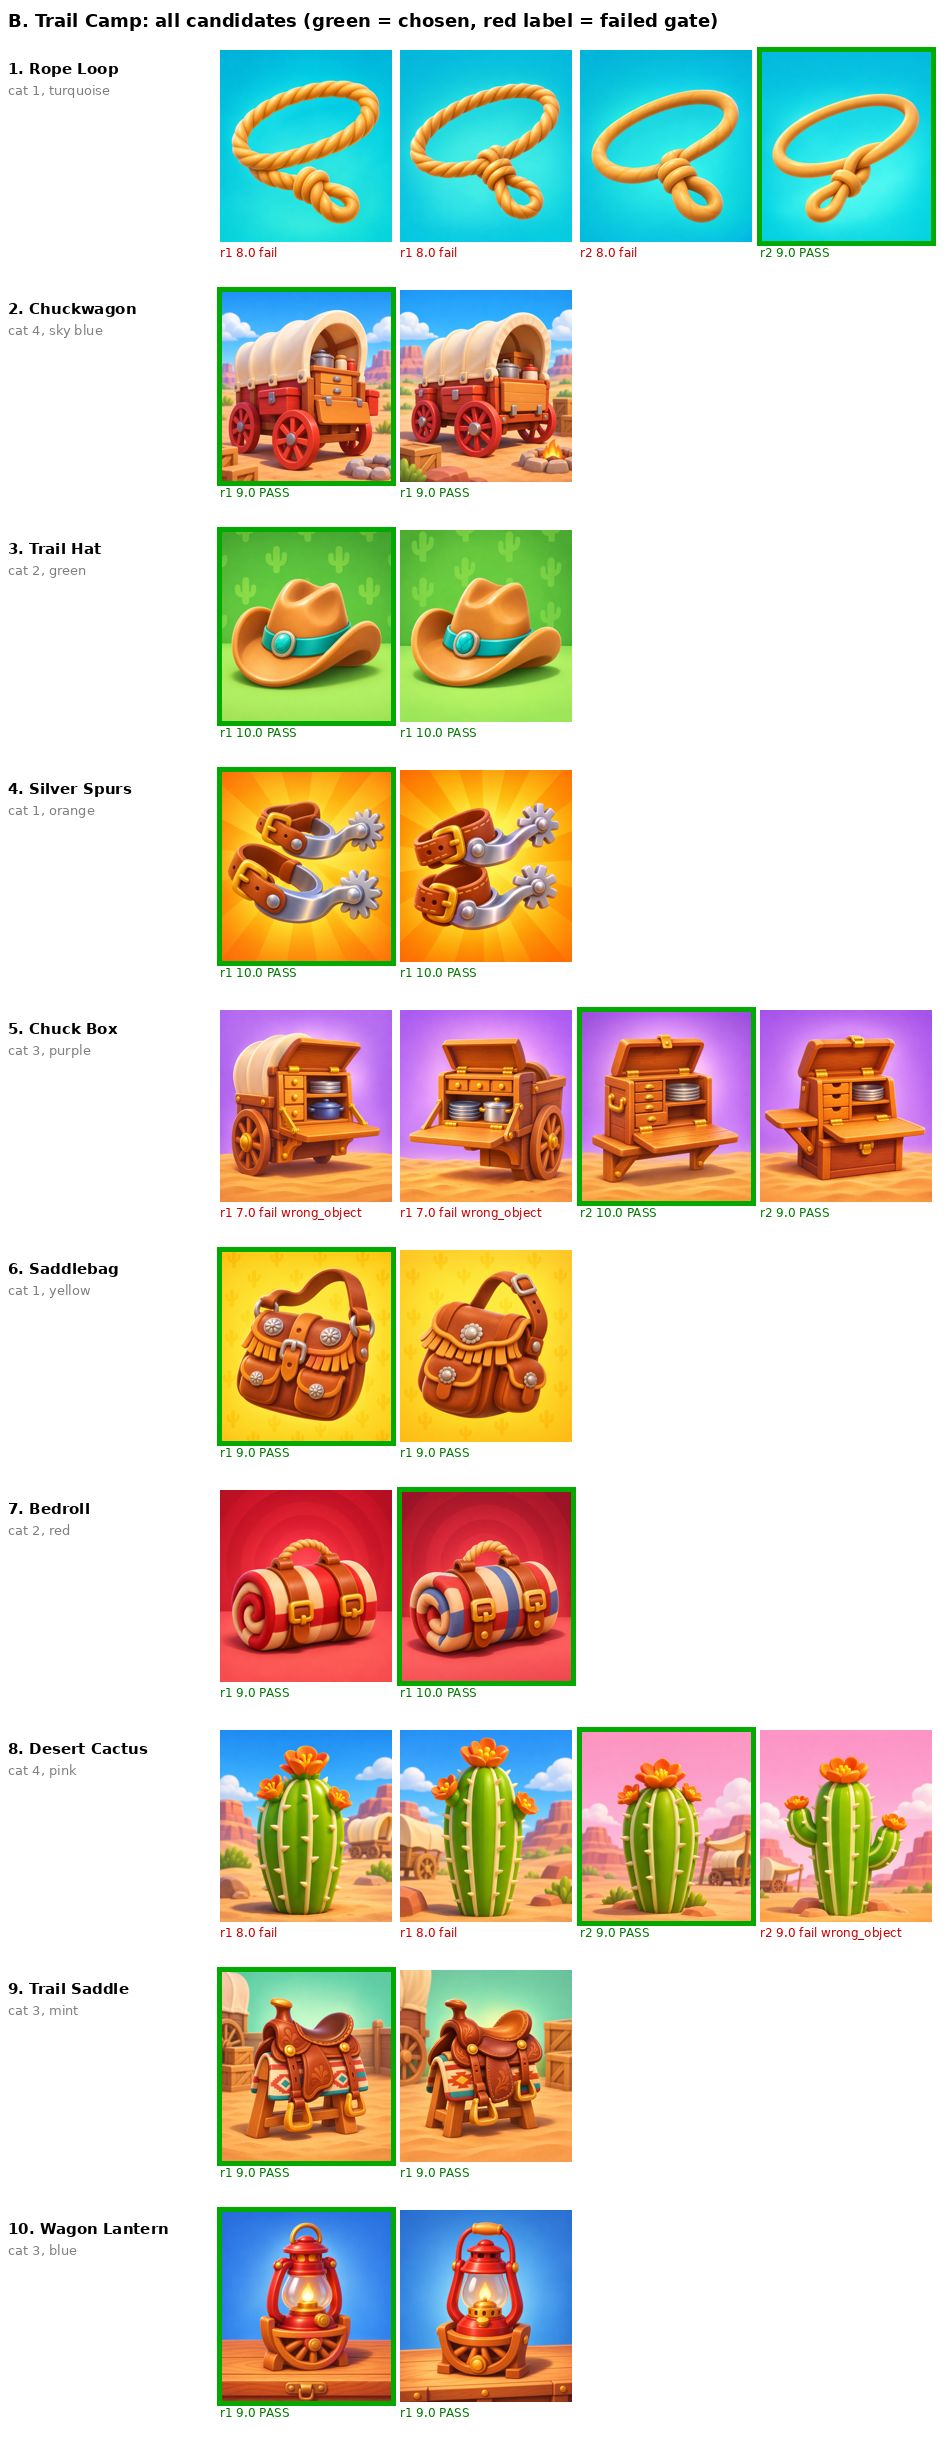 B. Trail Camp: all candidates (green = chosen, red label = failed gate)
1. Rope Loop
cat 1, turquoise
r1 8.0 fail
r1 8.0 fail
r2 8.0 fail
r2 9.0 PASS
2. Chuckwagon
cat 4, sky blue
r1 9.0 PASS
r1 9.0 PASS
3. Trail Hat
cat 2, green
r1 10.0 PASS
r1 10.0 PASS
4. Silver Spurs
cat 1, orange
r1 10.0 PASS
r1 10.0 PASS
5. Chuck Box
cat 3, purple
r1 7.0 fail wrong_object
r1 7.0 fail wrong_object
r2 10.0 PASS
r2 9.0 PASS
6. Saddlebag
cat 1, yellow
r1 9.0 PASS
r1 9.0 PASS
7. Bedroll
cat 2, red
r1 9.0 PASS
r1 10.0 PASS
8. Desert Cactus
cat 4, pink
r1 8.0 fail
r1 8.0 fail
r2 9.0 PASS
r2 9.0 fail wrong_object
9. Trail Saddle
cat 3, mint
r1 9.0 PASS
r1 9.0 PASS
10. Wagon Lantern
cat 3, blue
r1 9.0 PASS
r1 9.0 PASS